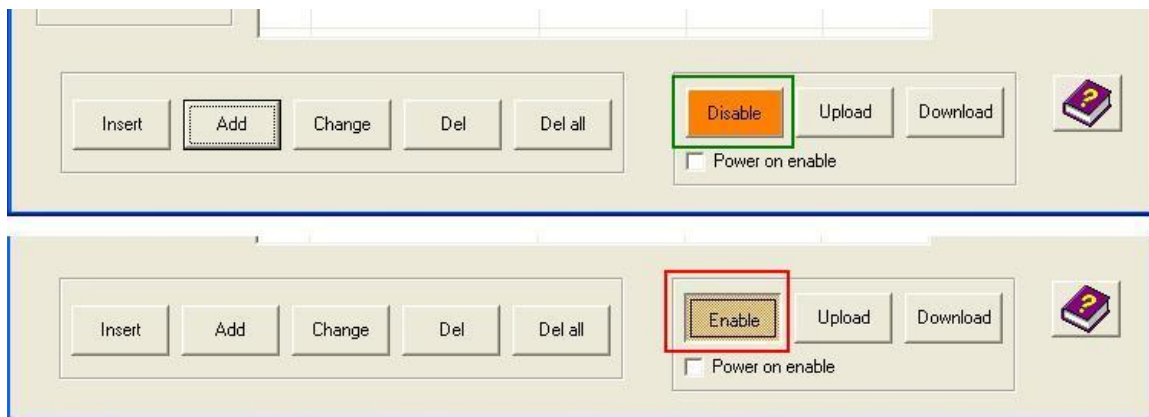 Insert Add Change Del Del all Disable Upload Download
Power on enable
Insert Add Change Del Del all Enable Upload Download
Power on enable